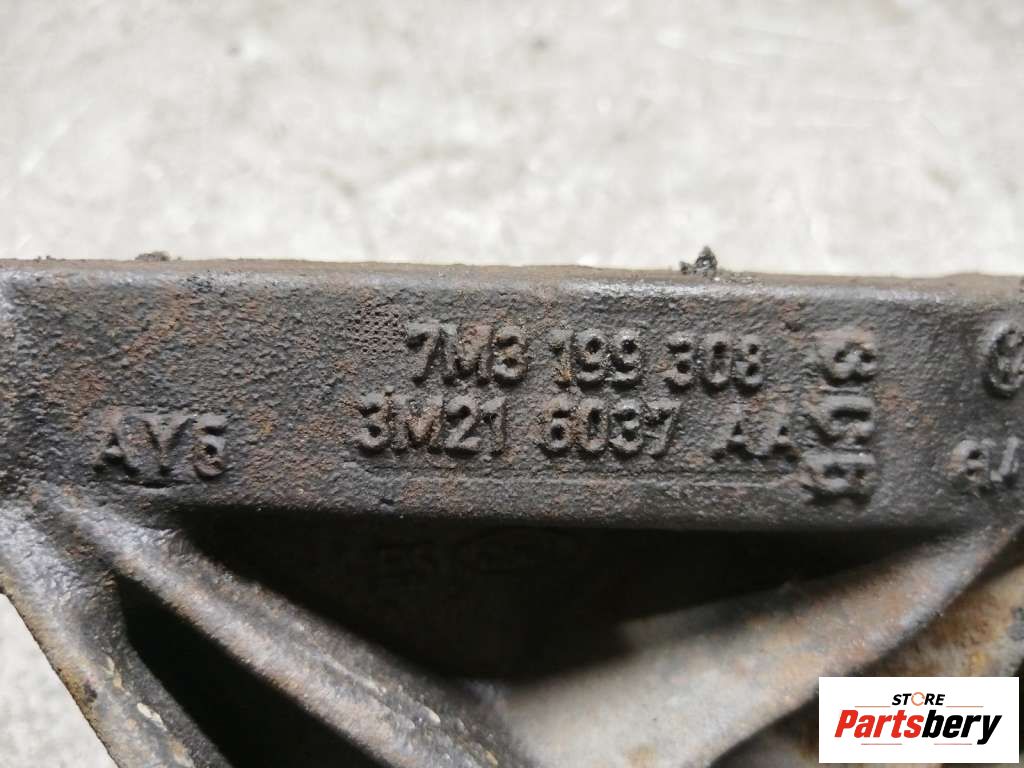 7M3 199 308
3M21 6037 AA
AY5
STORE
Partsbery